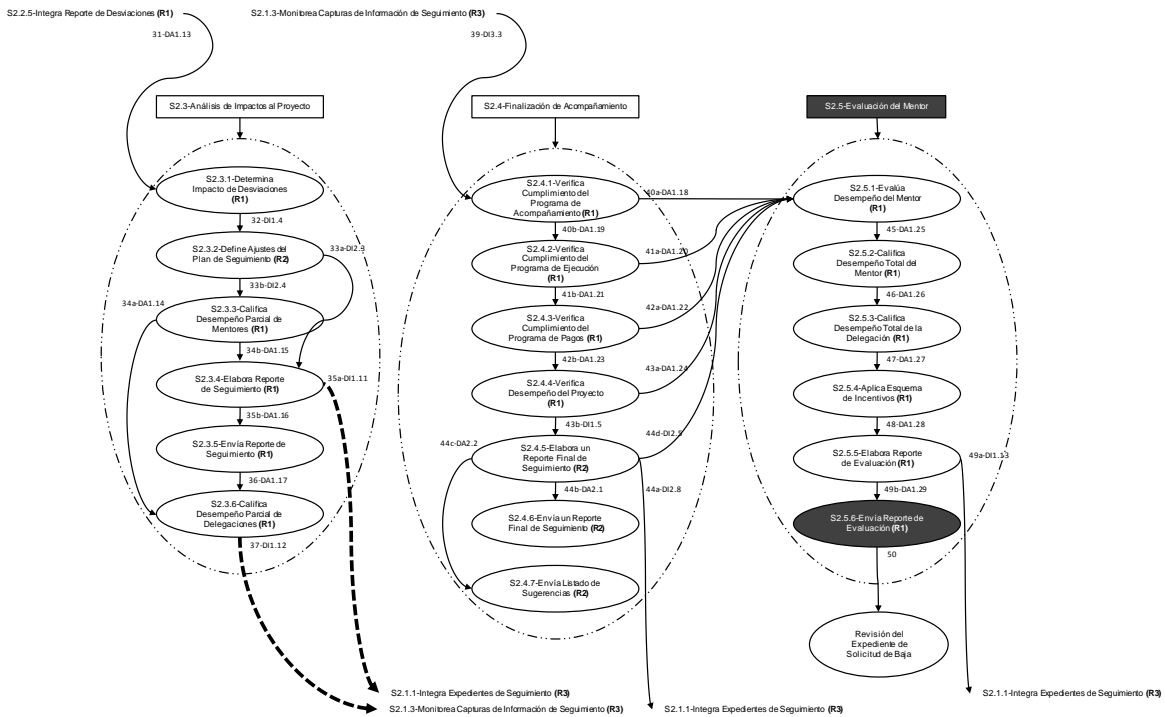 S2.2.5-Integra Reporte de Desviaciones (R1)
31-DA1.13
S2.1.3-Monitorea Capturas de Información de Seguimiento (R3)
39-DI3.3
S2.3-Análisis de Impactos al Proyecto
S2.3.1-Determina
Impacto de Desviaciones
(R1)
32-DI1.4
S2.3.2-Define Ajustes del
Plan de Seguimiento (R2)
33a-DI2.3
33b-DI2.4
34a-DA1.14
S2.3.3-Califica
Desempeño Parcial de
Mentores (R1)
34b-DA1.15
S2.3.4-Elabora Reporte
de Seguimiento (R1)
35a-DI1.11
35b-DA1.16
S2.3.5-Envía Reporte de
Seguimiento (R1)
36-DA1.17
S2.3.6-Califica
Desempeño Parcial de
Delegaciones (R1)
37-DI1.12
S2.4-Finalización de Acompañamiento
S2.4.1-Verifica
Cumplimiento del
Programa de
Acompañamiento (R1)
40a-DA1.18
40b-DA1.19
S2.4.2-Verifica
Cumplimiento del
Programa de Ejecución
(R1)
41a-DA1.20
41b-DA1.21
S2.4.3-Verifica
Cumplimiento del
Programa de Pagos (R1)
42a-DA1.22
42b-DA1.23
S2.4.4-Verifica
Desempeño del Proyecto
(R1)
43a-DA1.24
43b-DI1.5
44c-DA2.2
S2.4.5-Elabora un
Reporte Final de
Seguimiento (R2)
44d-DI2.5
44b-DA2.1
44a-DI2.8
S2.4.6-Envía un Reporte
Final de Seguimiento (R2)
S2.4.7-Envía Listado de
Sugerencias (R2)
S2.5-Evaluación del Mentor
S2.5.1-Evalúa
Desempeño del Mentor
(R1)
45-DA1.25
S2.5.2-Califica
Desempeño Total del
Mentor (R1)
46-DA1.26
S2.5.3-Califica
Desempeño Total de la
Delegación (R1)
47-DA1.27
S2.5.4-Aplica Esquema
de Incentivos (R1)
48-DA1.28
S2.5.5-Elabora Reporte
de Evaluación (R1)
49a-DI1.13
49b-DA1.29
S2.5.6-Envía Reporte de
Evaluación (R1)
50
Revisión del
Expediente de
Solicitud de Baja
S2.1.1-Integra Expedientes de Seguimiento (R3)
S2.1.3-Monitorea Capturas de Información de Seguimiento (R3)
S2.1.1-Integra Expedientes de Seguimiento (R3)
S2.1.1-Integra Expedientes de Seguimiento (R3)